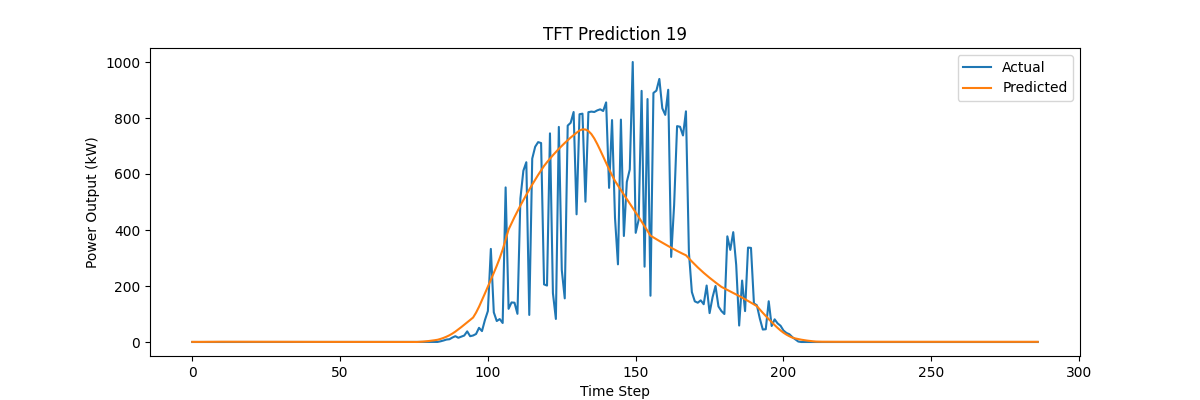 TFT Prediction 19
Actual
Predicted
Power Output (kW)
1000
800
600
400
200
0
0 50 100 150 200 250 300
Time Step